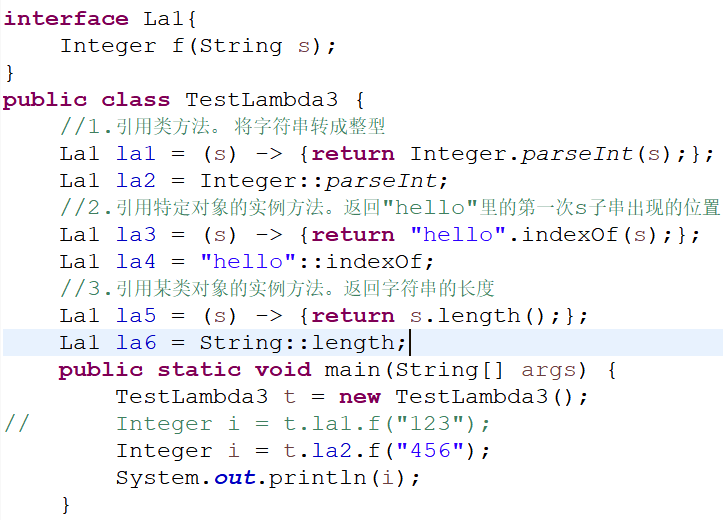 interface La1{
    Integer f(String s);
}
public class TestLambda3 {
    //1.引用类方法。 将字符串转成整型
    La1 la1 = (s) -> {return Integer.parseInt(s);};
    La1 la2 = Integer::parseInt;
    //2.引用特定对象的实例方法。返回"hello"里的第一次s子串出现的位置
    La1 la3 = (s) -> {return "hello".indexOf(s);};
    La1 la4 = "hello"::indexOf;
    //3.引用某类对象的实例方法。返回字符串的长度
    La1 la5 = (s) -> {return s.length();};
    La1 la6 = String::length;
    public static void main(String[] args) {
        TestLambda3 t = new TestLambda3();
//      Integer i = t.la1.f("123");
        Integer i = t.la2.f("456");
        System.out.println(i);
    }